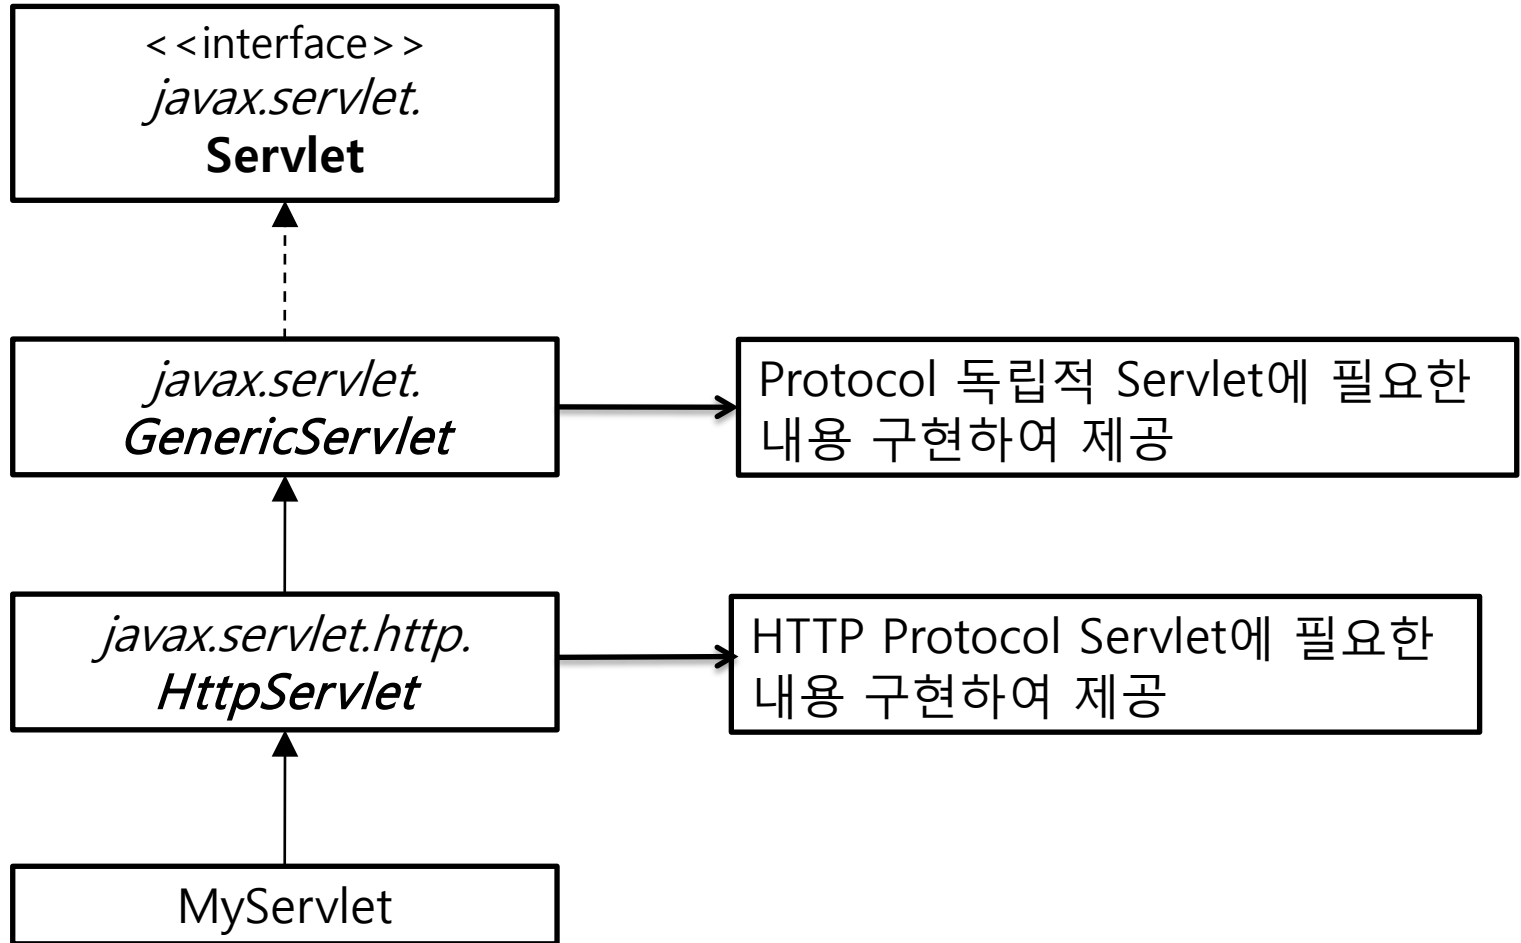 <<interface>>
javax.servlet.
Servlet
javax.servlet.
GenericServlet
Protocol 독립적 Servlet에 필요한
내용 구현하여 제공
javax.servlet.http.
HttpServlet
HTTP Protocol Servlet에 필요한
내용 구현하여 제공
MyServlet